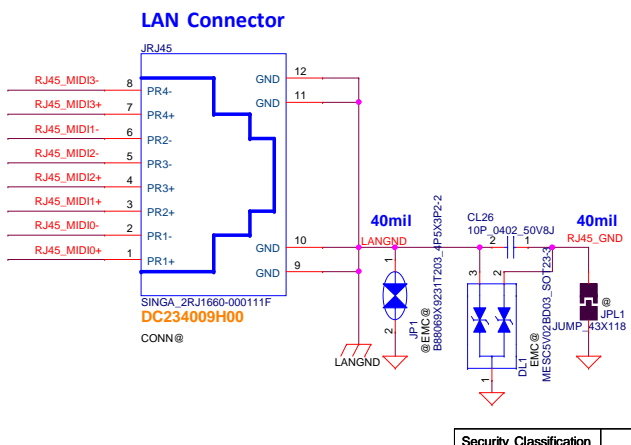 LAN Connector
JRJ45
RJ45_MIDI3- 8 PR4- GND 12
RJ45_MIDI3+ 7 PR4+ GND 11
RJ45_MIDI1- 6 PR2-
RJ45_MIDI2- 5 PR3-
RJ45_MIDI2+ 4 PR3+
RJ45_MIDI1+ 3 PR2+
RJ45_MIDI0- 2 PR1- GND 10
RJ45_MIDI0+ 1 PR1+ GND 9
SINGA_2RJ1660-000111F
DC234009H00
CONN@
40mil
LANGND
1
2
JP1
@EMC@
B88069X9231T203_4P5X3P2-2
LANGND
CL26
10P_0402_50V8J
2 1
3 2
1
DL1
EMC@
MESC5V02BD03_SOT23-3
40mil
RJ45_GND
@
JPL1
JUMP_43X118
Security Classification